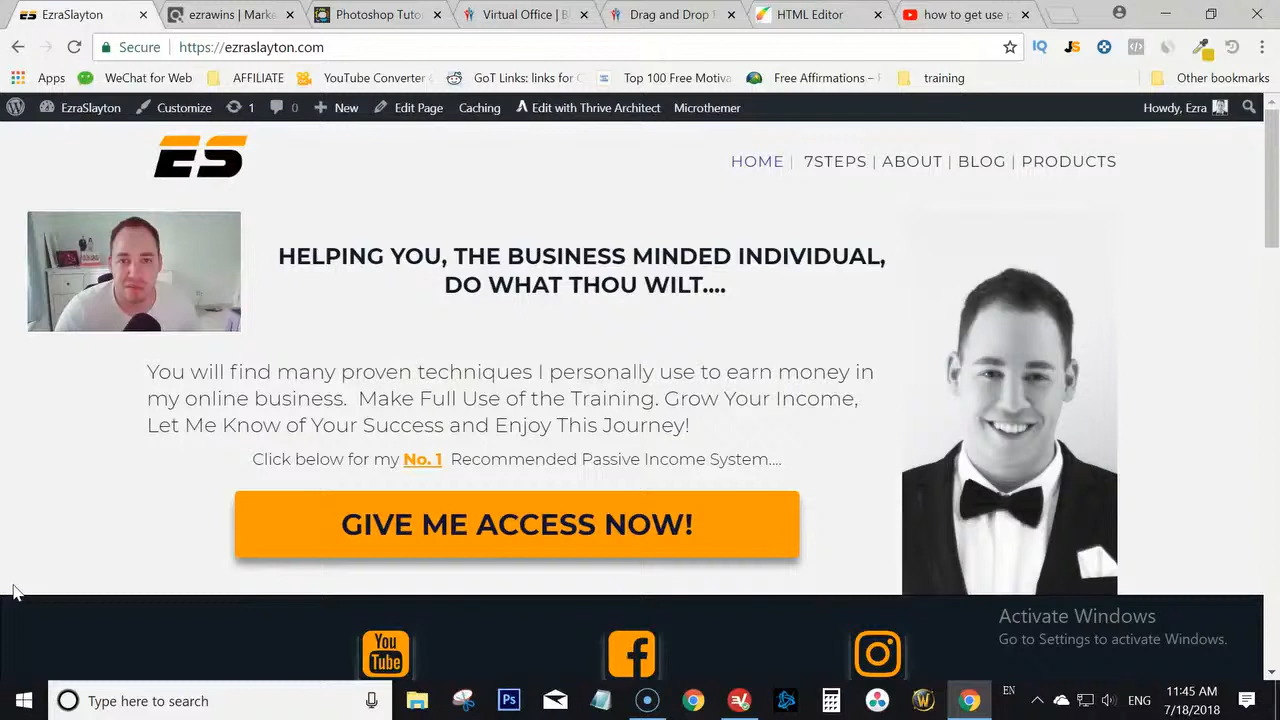 EzraSlayton
ezrawins | Marke
Photoshop Tuto
Virtual Office | B
Drag and Drop F
HTML Editor
how to get use
Secure
https://ezraslayton.com
IQ
JS
Apps
WeChat for Web
AFFILIATE
YouTube Converter
GoT Links: links for
Top 100 Free Motiva
Free Affirmations –
training
Other bookmarks
EzraSlayton
Customize
1
0
New
Edit Page
Caching
Edit with Thrive Architect
Microthemer
Howdy, Ezra
ES
HOME | 7STEPS | ABOUT | BLOG | PRODUCTS
HELPING YOU, THE BUSINESS MINDED INDIVIDUAL,
DO WHAT THOU WILT....
You will find many proven techniques I personally use to earn money in
my online business. Make Full Use of the Training. Grow Your Income,
Let Me Know of Your Success and Enjoy This Journey!
Click below for my No. 1 Recommended Passive Income System....
GIVE ME ACCESS NOW!
You
Tube
Activate Windows
Go to Settings to activate Windows.
Type here to search
Ps
EN
ENG
11:45 AM
7/18/2018